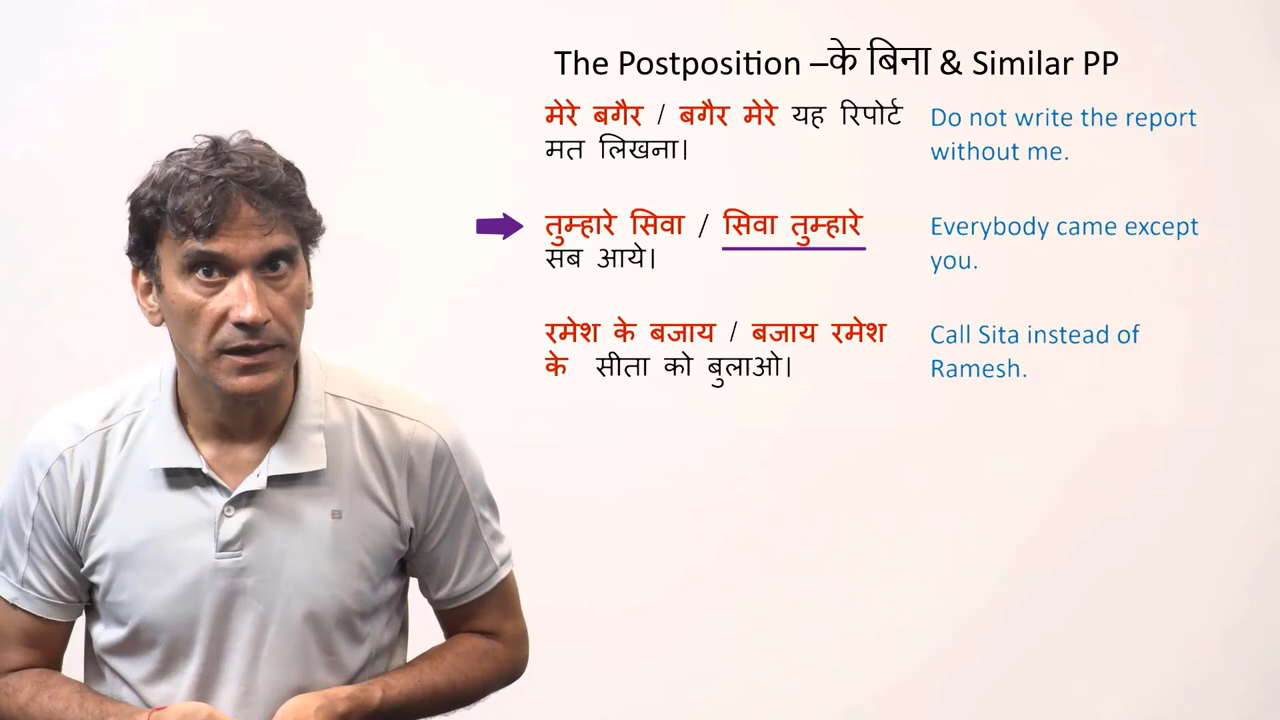 The Postposition –के बिना & Similar PP
मेरे बगैर / बगैर मेरे यह रिपोर्ट
मत लिखना।
Do not write the report
without me.
तुम्हारे सिवा / सिवा तुम्हारे
सब आये।
Everybody came except
you.
रमेश के बजाय / बजाय रमेश
के सीता को बुलाओ।
Call Sita instead of
Ramesh.